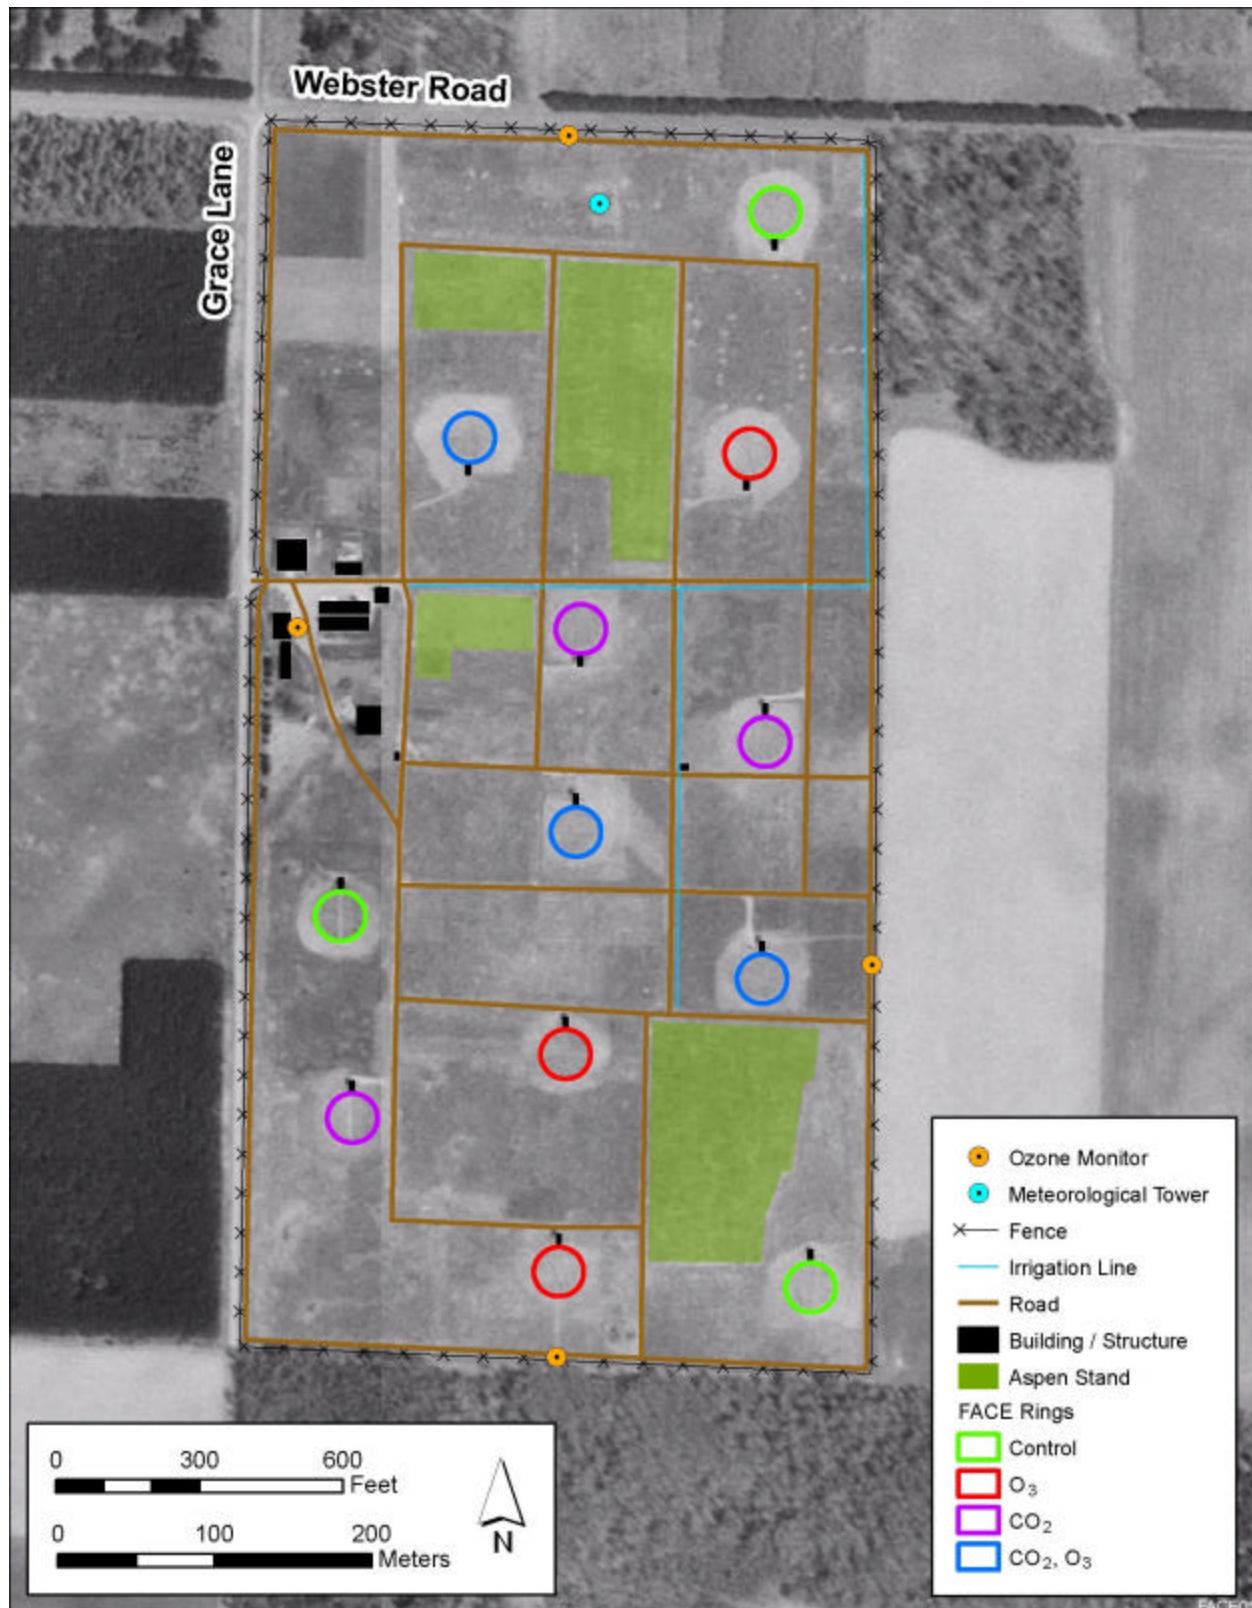 Webster Road
Grace Lane
Ozone Monitor
Meteorological Tower
Fence
Irrigation Line
Road
Building / Structure
Aspen Stand
FACE Rings
Control
O₃
CO₂
CO₂, O₃
0 300 600
Feet
0 100 200
Meters
N